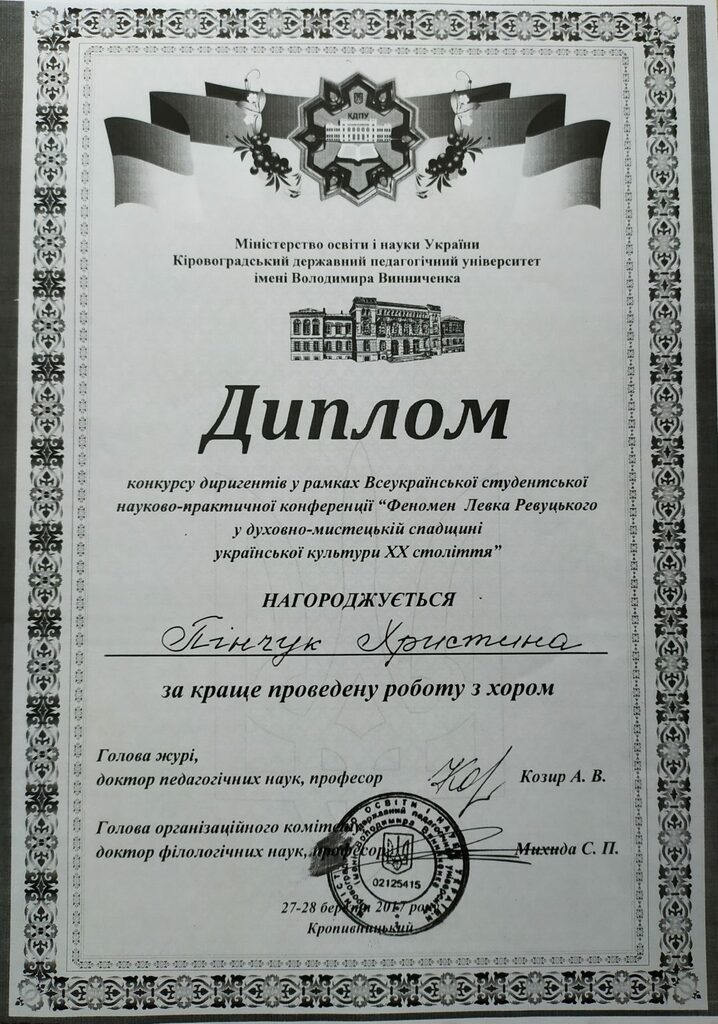 КДПУ
Міністерство освіти і науки України
Кіровоградський державний педагогічний університет
імені Володимира Винниченка
Диплом
конкурсу диригентів у рамках Всеукраїнської студентської
науково-практичної конференції “Феномен Левка Ревуцького
у духовно-мистецькій спадщині
української культури ХХ століття”
НАГОРОДЖУЄТЬСЯ
Пінчук Христина
за краще проведену роботу з хором
Голова журі,
доктор педагогічних наук, професор Козир А. В.
Голова організаційного комітету,
доктор філологічних наук, професор Михида С. П.
02125415
27-28 березня 2017 року
Кропивницький